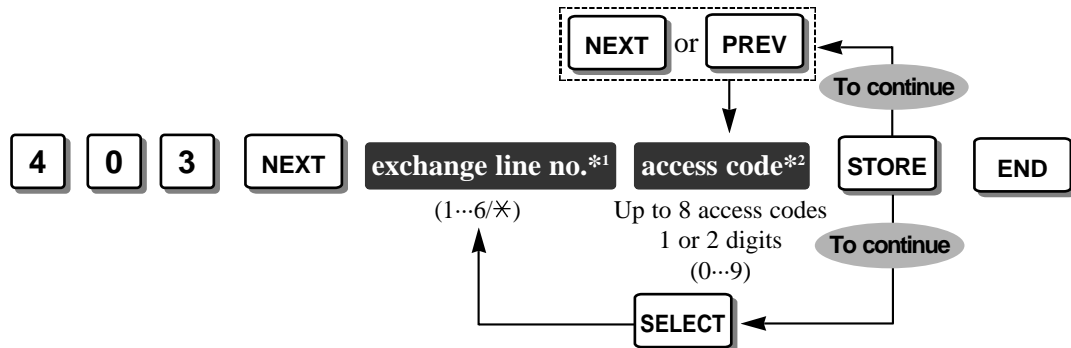 NEXT or PREV
To continue
4 0 3 NEXT exchange line no.*1 access code*2 STORE END
(1···6/✳)
Up to 8 access codes
1 or 2 digits
(0···9)
To continue
SELECT